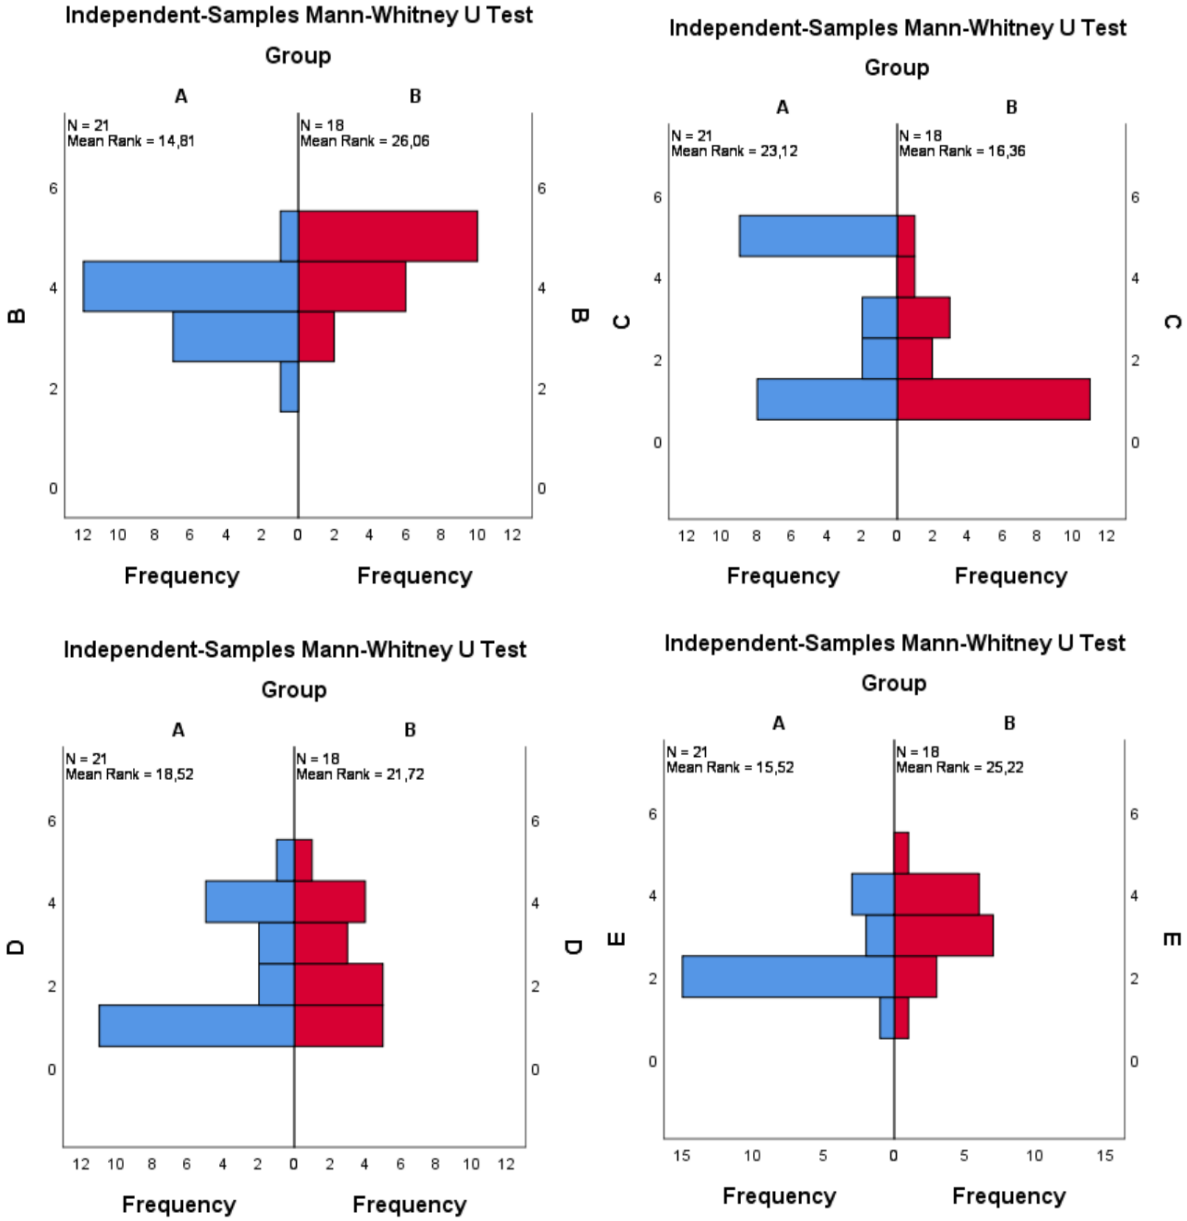 Independent-Samples Mann-Whitney U Test
Group
A B
N = 21 N = 18
Mean Rank = 14,81 Mean Rank = 26,06
6 6
4 4
B B
2 2
0 0
12 10 8 6 4 2 0 2 4 6 8 10 12
Frequency Frequency
Independent-Samples Mann-Whitney U Test
Group
A B
N = 21 N = 18
Mean Rank = 23,12 Mean Rank = 16,36
6 6
4 4
C C
2 2
0 0
12 10 8 6 4 2 0 2 4 6 8 10 12
Frequency Frequency
Independent-Samples Mann-Whitney U Test
Group
A B
N = 21 N = 18
Mean Rank = 18,52 Mean Rank = 21,72
6 6
4 4
D D
2 2
0 0
12 10 8 6 4 2 0 2 4 6 8 10 12
Frequency Frequency
Independent-Samples Mann-Whitney U Test
Group
A B
N = 21 N = 18
Mean Rank = 15,52 Mean Rank = 25,22
6 6
4 4
E E
2 2
0 0
15 10 5 0 5 10 15
Frequency Frequency